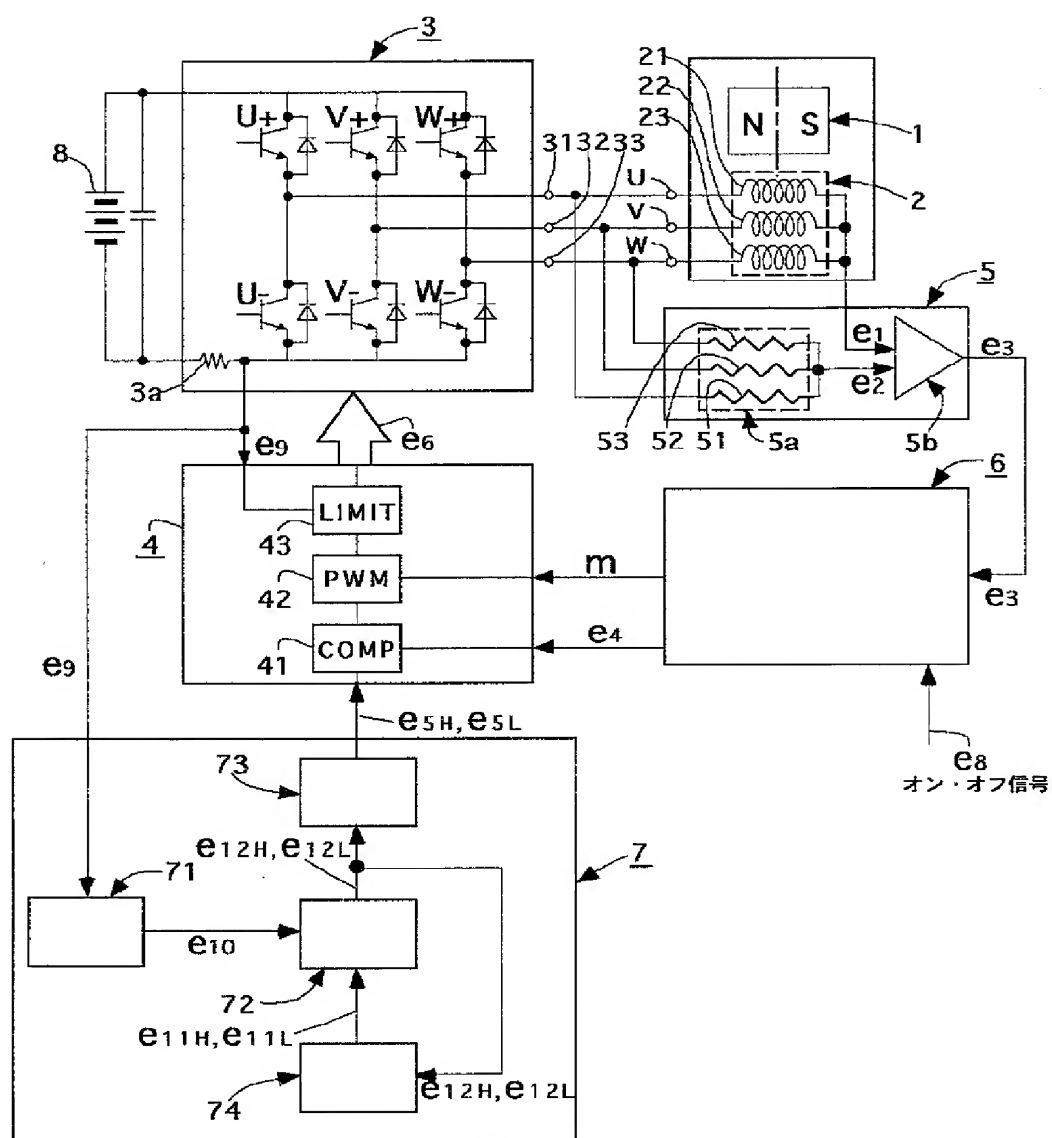 3
21
22
23
N S
1
2
8
U+ V+ W+
31 32 33
U
V
W
U- V- W-
3a
5
e1
e2
e3
53 52 51
5a
5b
e9
e6
6
4
LIMIT
43
PWM
42
COMP
41
m
e4
e3
e9
e5H,e5L
e8
オン・オフ信号
73
e12H,e12L
7
71
e10
72
e11H,e11L
74
e12H,e12L